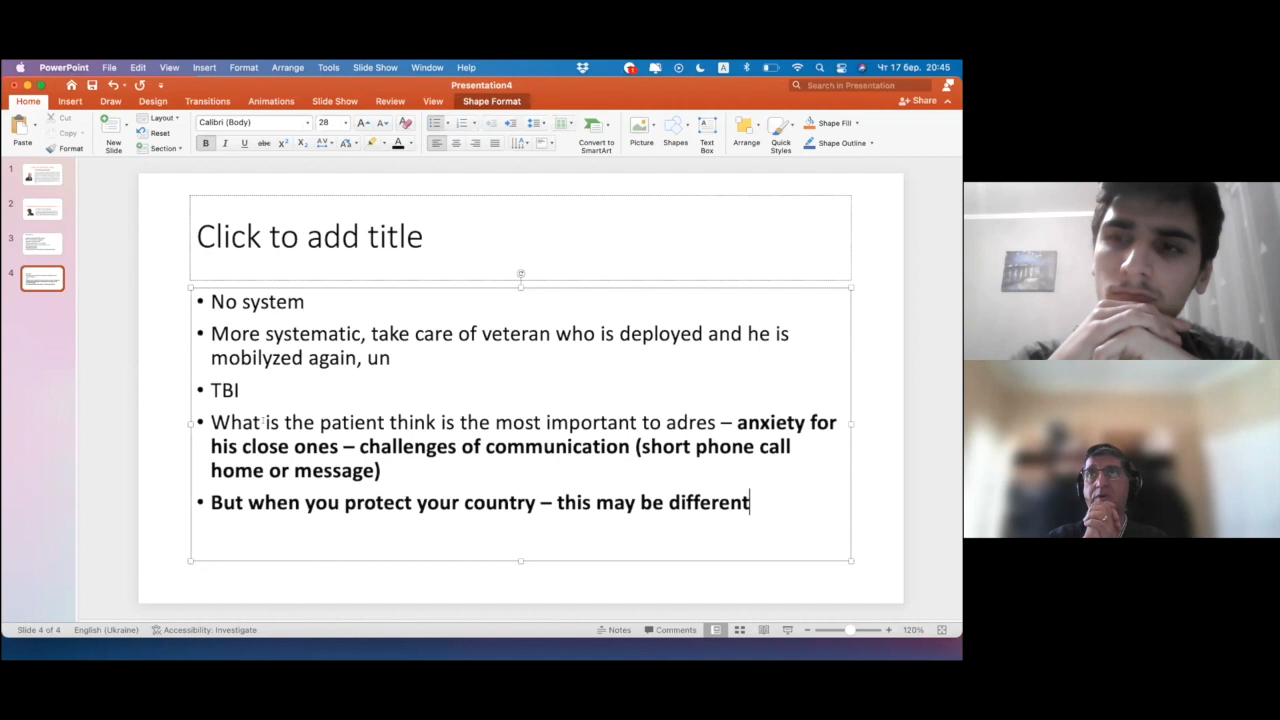 PowerPoint File Edit View Insert Format Arrange Tools Slide Show Window Help A Чт 17 бер. 20:45
Presentation4 Search in Presentation
Home Insert Draw Design Transitions Animations Slide Show Review View Shape Format Share
Paste Cut Copy Format New Slide Layout Reset Section Calibri (Body) 28 Convert to SmartArt Picture Shapes Text Box Arrange Quick Styles Shape Fill Shape Outline
1
2
3
4
Click to add title
• No system
• More systematic, take care of veteran who is deployed and he is
mobilyzed again, un
• TBI
• What is the patient think is the most important to adres – anxiety for
his close ones – challenges of communication (short phone call
home or message)
• But when you protect your country – this may be different
Slide 4 of 4 English (Ukraine) Accessibility: Investigate Notes Comments 120%